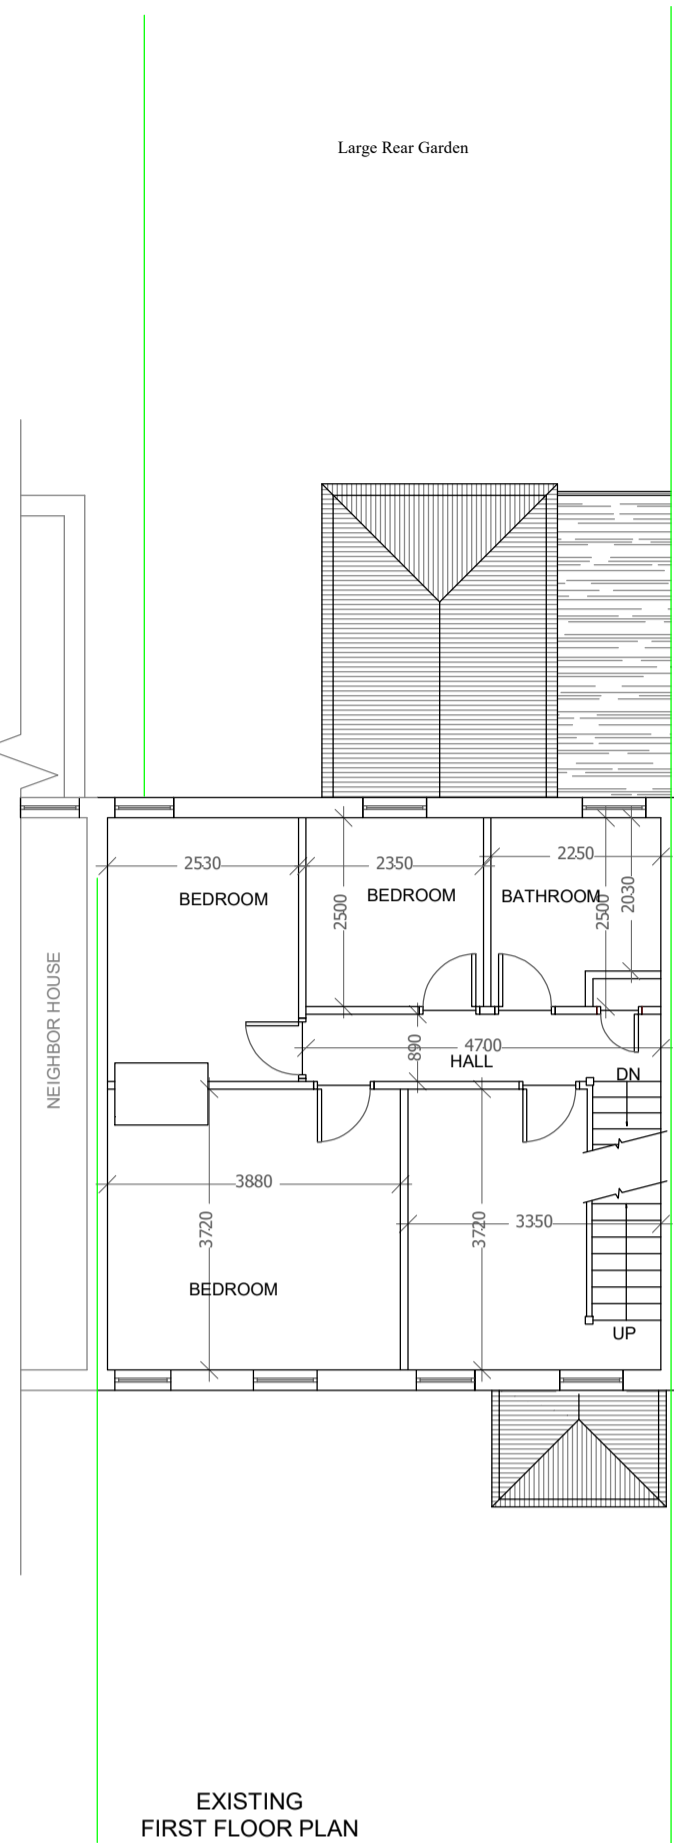 Large Rear Garden
2530
2350
2250
BEDROOM
BEDROOM
BATHROOM
2500
2500
2030
NEIGHBOR HOUSE
890
4700
HALL
DN
3880
3720
3720
3350
BEDROOM
UP
EXISTING
FIRST FLOOR PLAN